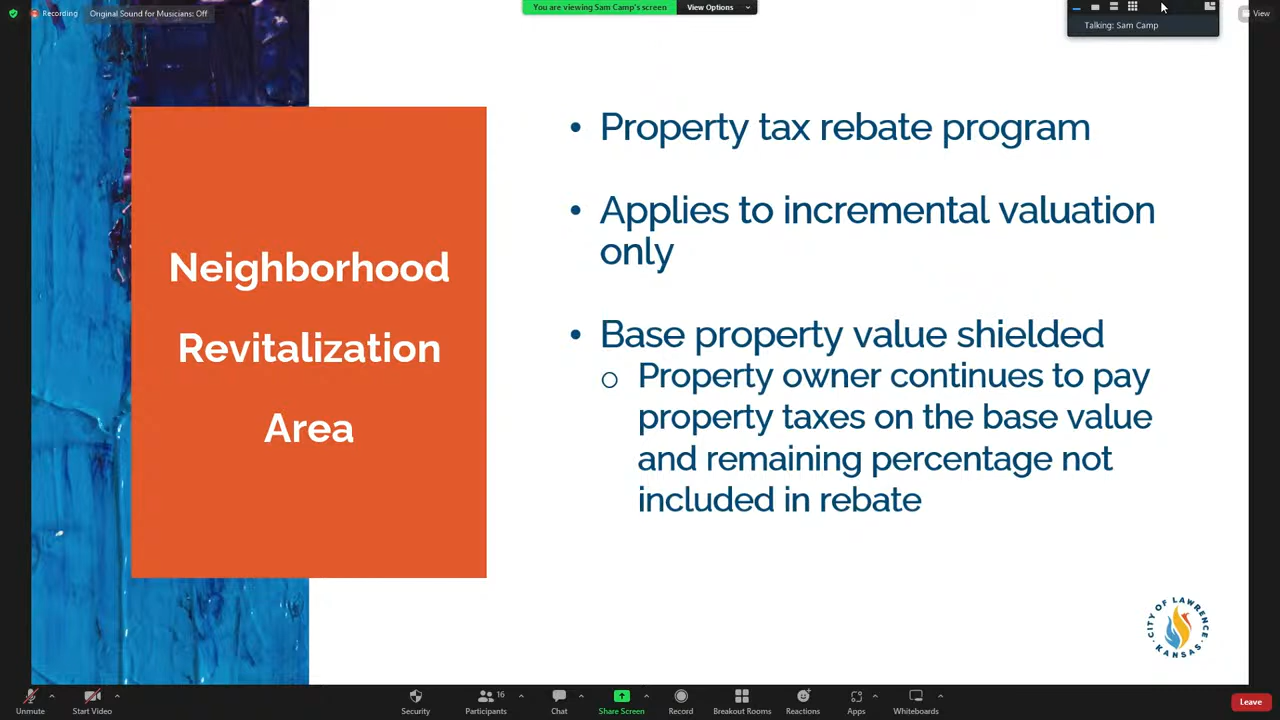 Recording
Original Sound for Musicians: Off
You are viewing Sam Camp's screen
View Options
View
Talking: Sam Camp
Neighborhood
Revitalization
Area
• Property tax rebate program
• Applies to incremental valuation
only
• Base property value shielded
o Property owner continues to pay
property taxes on the base value
and remaining percentage not
included in rebate
CITY OF LAWRENCE
KANSAS
Unmute
Start Video
Security
Participants
16
Chat
Share Screen
Record
Breakout Rooms
Reactions
Apps
Whiteboards
Leave